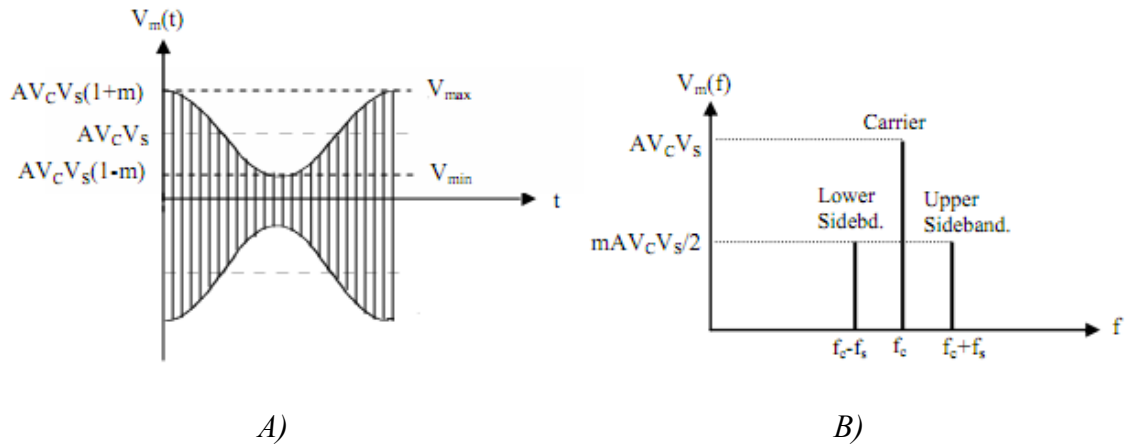 Vm(t)
AVCVS(1+m)
Vmax
AVCVS
AVCVS(1-m)
Vmin
t
A)
Vm(f)
Carrier
AVCVS
Lower
Sidebd.
Upper
Sideband.
mAVCVS/2
fc-fs
fc
fc+fs
f
B)